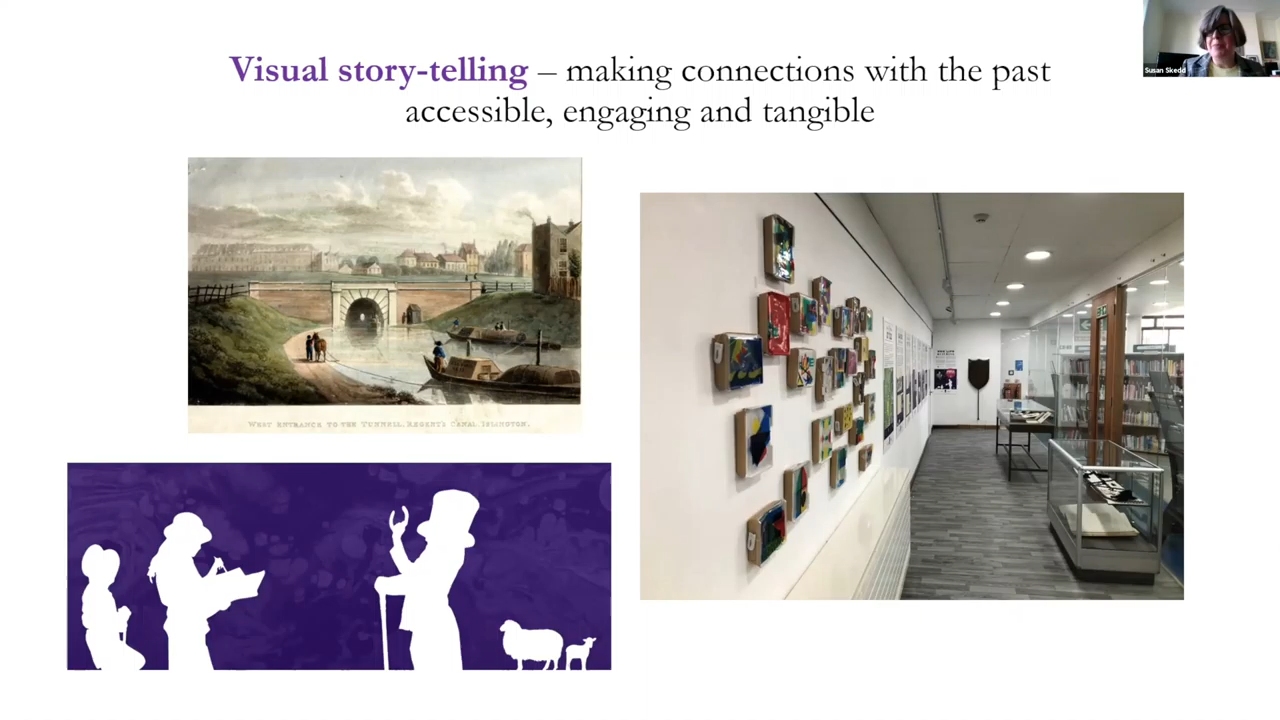 Visual story-telling – making connections with the past
accessible, engaging and tangible
Susan Skedd
WEST ENTRANCE TO THE TUNNEL, REGENT'S CANAL, ISLINGTON.